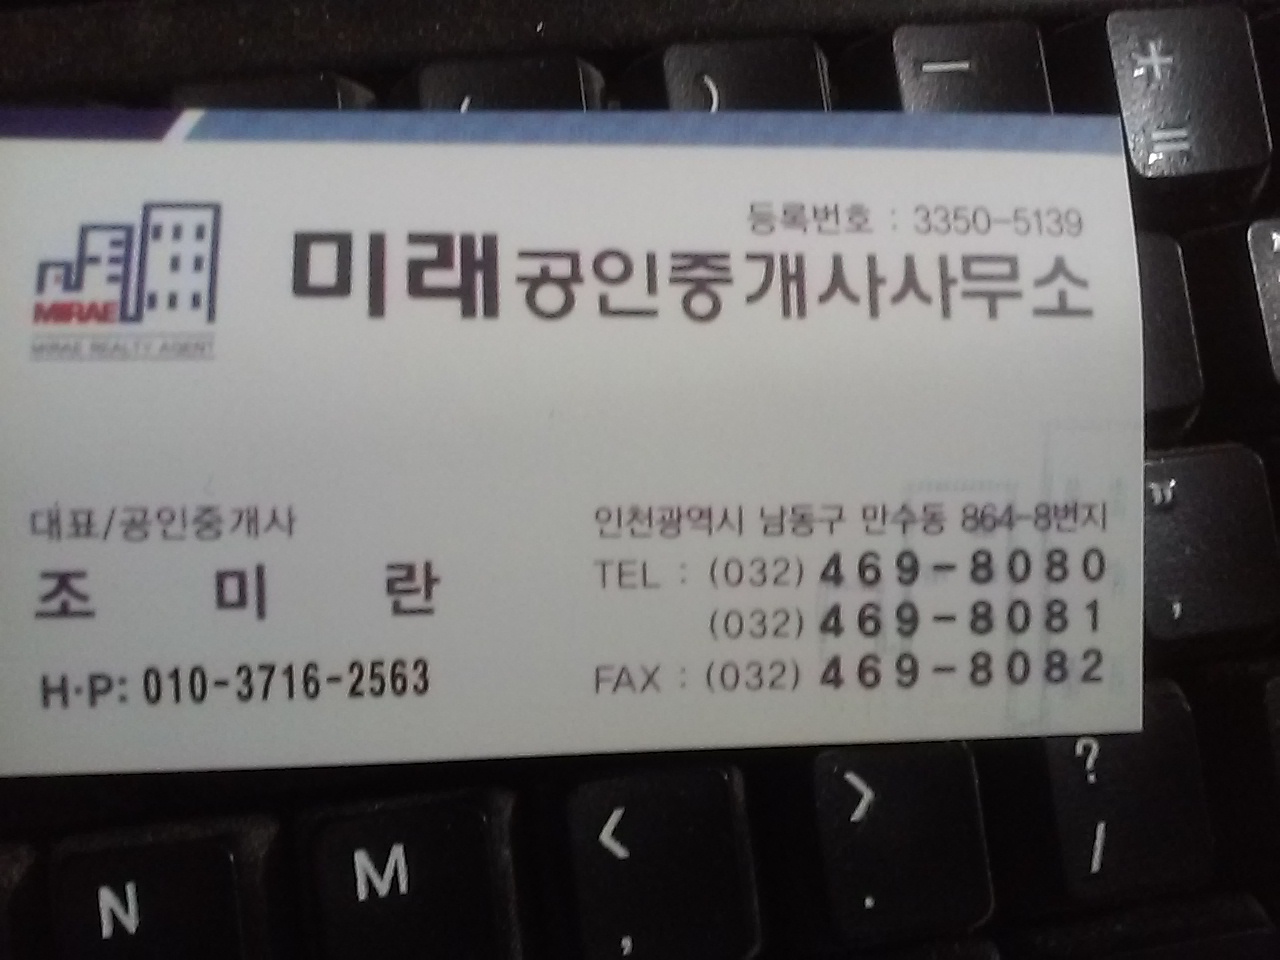 등록번호 : 3350-5139
미래공인중개사사무소
MIRAE
MIRAE REALTY AGENT
대표/공인중개사
조 미 란
H·P: 010-3716-2563
인천광역시 남동구 만수동 864-8번지
TEL : (032) 469-8080
(032) 469-8081
FAX : (032) 469-8082
N
M
<
,
>
.
?
/